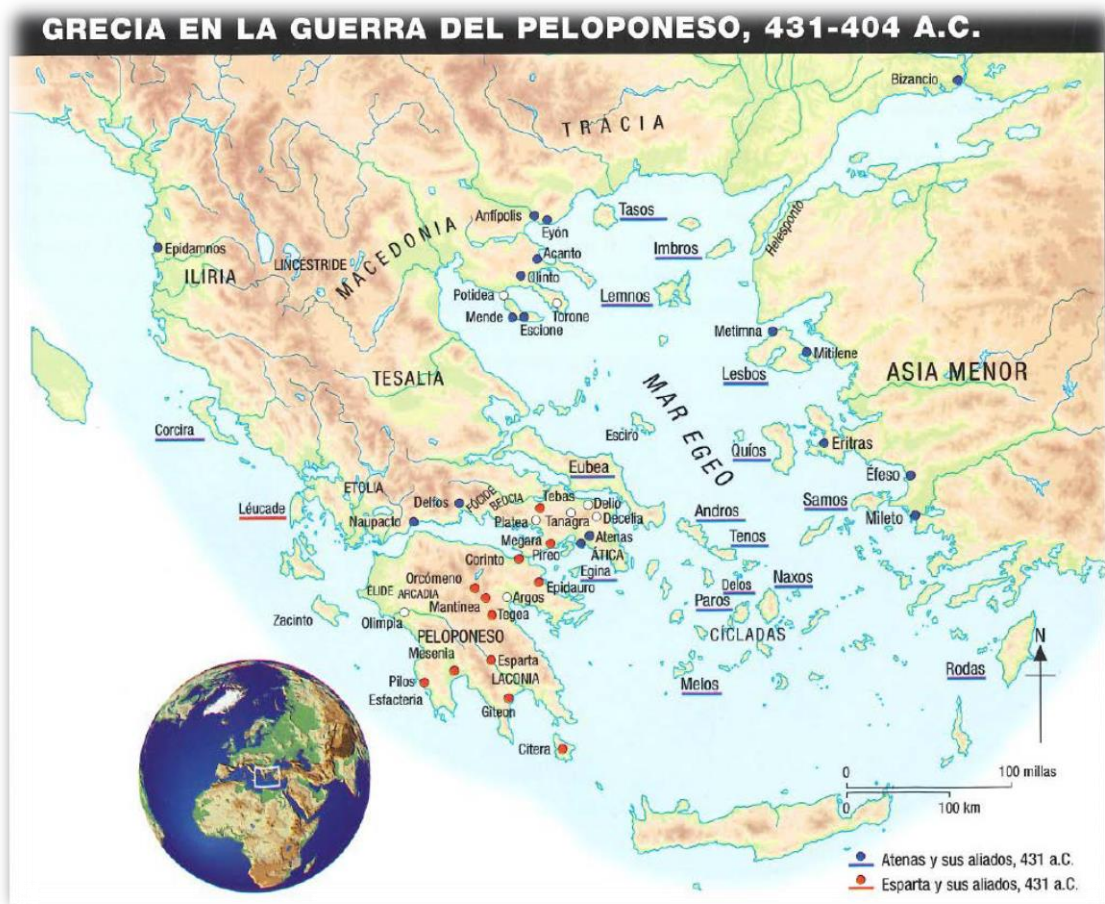 GRECIA EN LA GUERRA DEL PELOPONESO, 431-404 A.C.
Bizancio
TRACIA
Anfípolis
Eyón
Tasos
Epidamnos
MACEDONIA
Acanto
Imbros
Helesponto
ILIRIA
LINCESTRIDE
Olinto
Potidea
Lemnos
Mende
Torone
Escione
Metimna
Mitilene
TESALIA
Lesbos
ASIA MENOR
MAR EGEO
Corcira
Esciro
Quíos
Eritras
Eubea
Efeso
ETOLIA
Delfos
FÓCIDE
BEOCIA
Tebas
Delio
Samos
Léucade
Naupacto
Platea
Tanagra
Decelia
Andros
Mileto
Megara
Pireo
Atenas
Tenos
Corinto
ÁTICA
Egina
Orcómeno
Epidauro
Delos
Naxos
ELIDE
ARCADIA
Mantinea
Argos
Paros
Zacinto
Olimpia
Tegea
CÍCLADAS
PELOPONESO
Mesenia
Esparta
N
Pilos
LACONIA
Melos
Rodas
Esfacteria
Giteon
Citera
0
100 millas
0
100 km
Atenas y sus aliados, 431 a.C.
Esparta y sus aliados, 431 a.C.